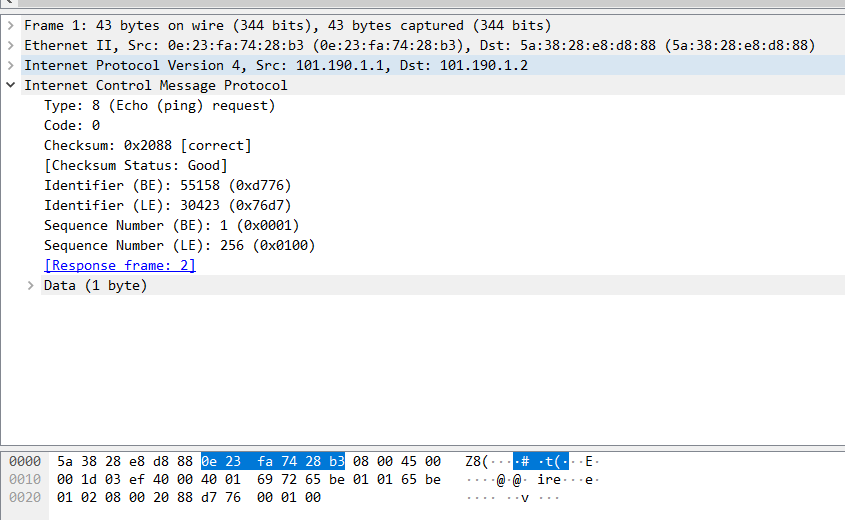 Frame 1: 43 bytes on wire (344 bits), 43 bytes captured (344 bits)
Ethernet II, Src: 0e:23:fa:74:28:b3 (0e:23:fa:74:28:b3), Dst: 5a:38:28:e8:d8:88 (5a:38:28:e8:d8:88)
Internet Protocol Version 4, Src: 101.190.1.1, Dst: 101.190.1.2
Internet Control Message Protocol
Type: 8 (Echo (ping) request)
Code: 0
Checksum: 0x2088 [correct]
[Checksum Status: Good]
Identifier (BE): 55158 (0xd776)
Identifier (LE): 30423 (0x76d7)
Sequence Number (BE): 1 (0x0001)
Sequence Number (LE): 256 (0x0100)
[Response frame: 2]
Data (1 byte)
0000 5a 38 28 e8 d8 88 0e 23 fa 74 28 b3 08 00 45 00 Z8(····# ·t(···E·
0010 00 1d 03 ef 40 00 40 01 69 72 65 be 01 01 65 be ····@·@· ire···e·
0020 01 02 08 00 20 88 d7 76 00 01 00 ···· ··v ···